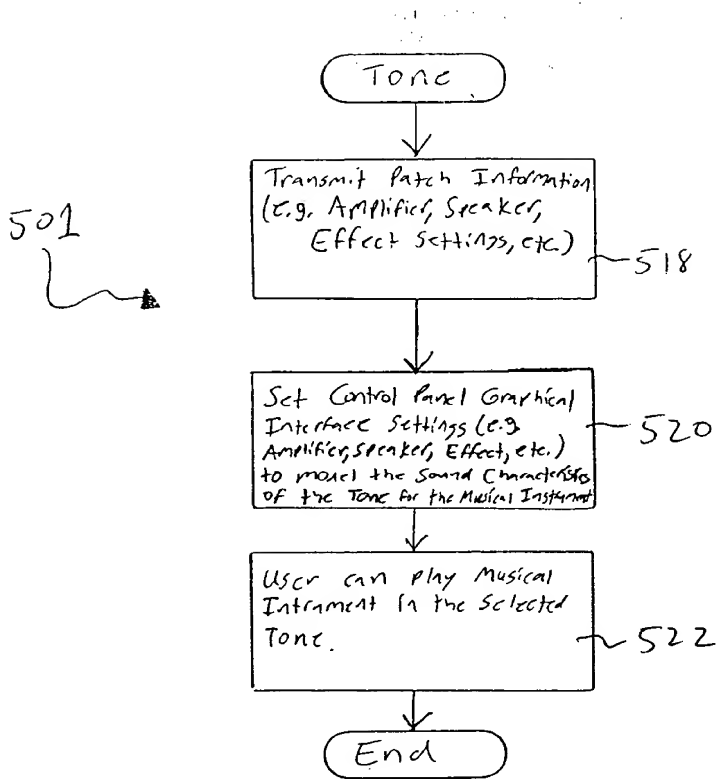 Tone
Transmit Patch Information
(e.g. Amplifier, Speaker,
Effect Settings, etc.)
518
501
Set Control Panel Graphical
Interface Settings (e.g.
Amplifier, Speaker, Effect, etc.)
to model the Sound Characteristics
of the Tone for the Musical Instrument
520
User can play Musical
Intrument in the Selected
Tone.
522
End